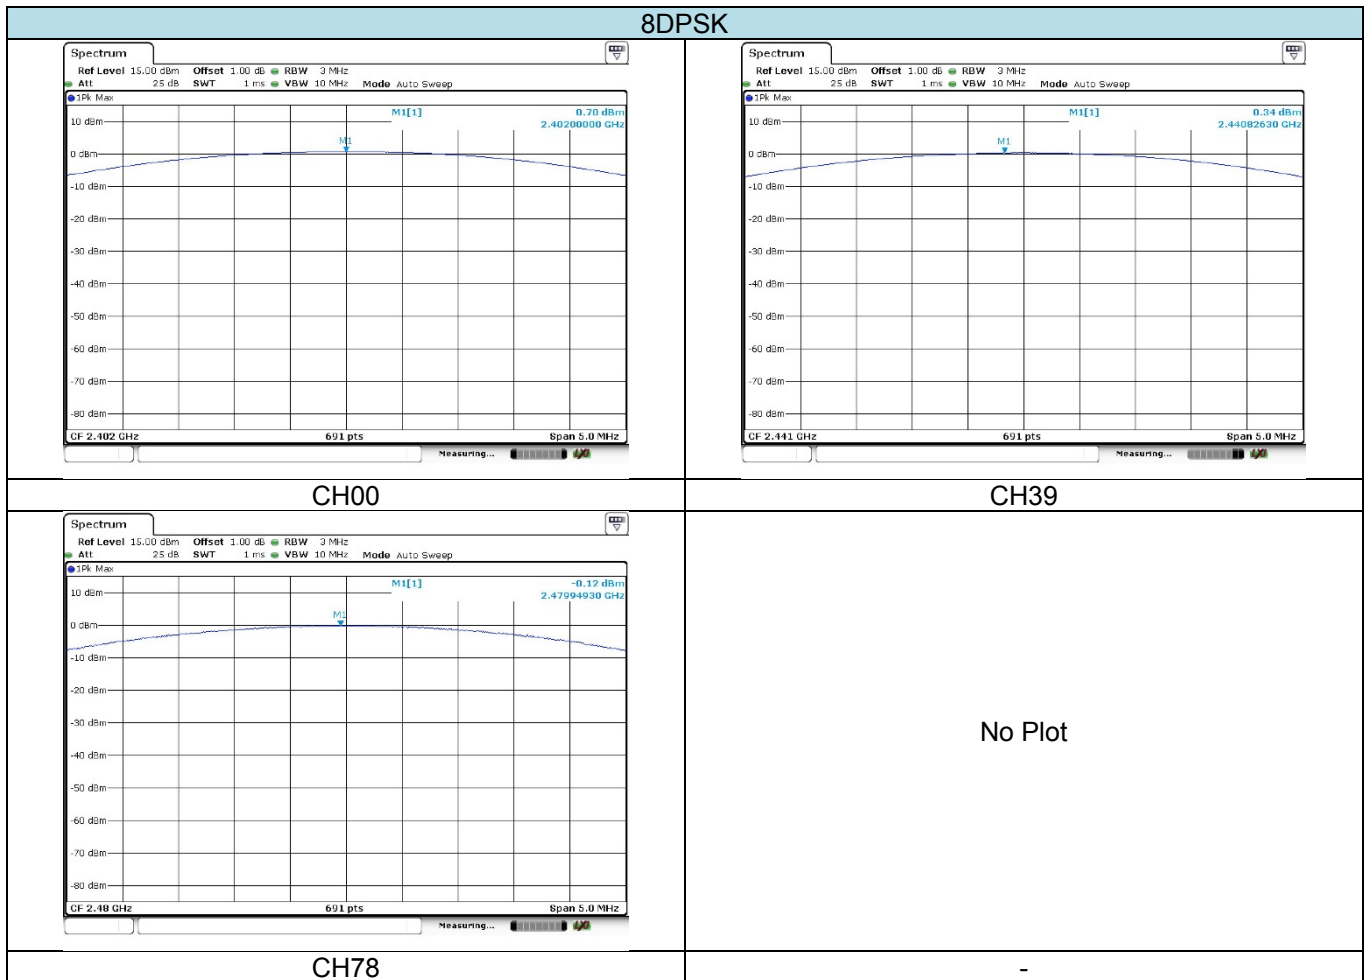 8DPSK
Spectrum
Ref Level 15.00 dBm Offset 1.00 dB RBW 3 MHz
Att 25 dB SWT 1 ms VBW 10 MHz Mode Auto Sweep
1Pk Max
M1[1] 0.70 dBm
2.40200000 GHz
10 dBm
M1
0 dBm
-10 dBm
-20 dBm
-30 dBm
-40 dBm
-50 dBm
-60 dBm
-70 dBm
-80 dBm
CF 2.402 GHz 691 pts Span 5.0 MHz
Measuring...
CH00
Spectrum
Ref Level 15.00 dBm Offset 1.00 dB RBW 3 MHz
Att 25 dB SWT 1 ms VBW 10 MHz Mode Auto Sweep
1Pk Max
M1[1] 0.34 dBm
2.44082630 GHz
10 dBm
M1
0 dBm
-10 dBm
-20 dBm
-30 dBm
-40 dBm
-50 dBm
-60 dBm
-70 dBm
-80 dBm
CF 2.441 GHz 691 pts Span 5.0 MHz
Measuring...
CH39
Spectrum
Ref Level 15.00 dBm Offset 1.00 dB RBW 3 MHz
Att 25 dB SWT 1 ms VBW 10 MHz Mode Auto Sweep
1Pk Max
M1[1] -0.12 dBm
2.47994930 GHz
10 dBm
M1
0 dBm
-10 dBm
-20 dBm
-30 dBm
-40 dBm
-50 dBm
-60 dBm
-70 dBm
-80 dBm
CF 2.48 GHz 691 pts Span 5.0 MHz
Measuring...
CH78
No Plot
-